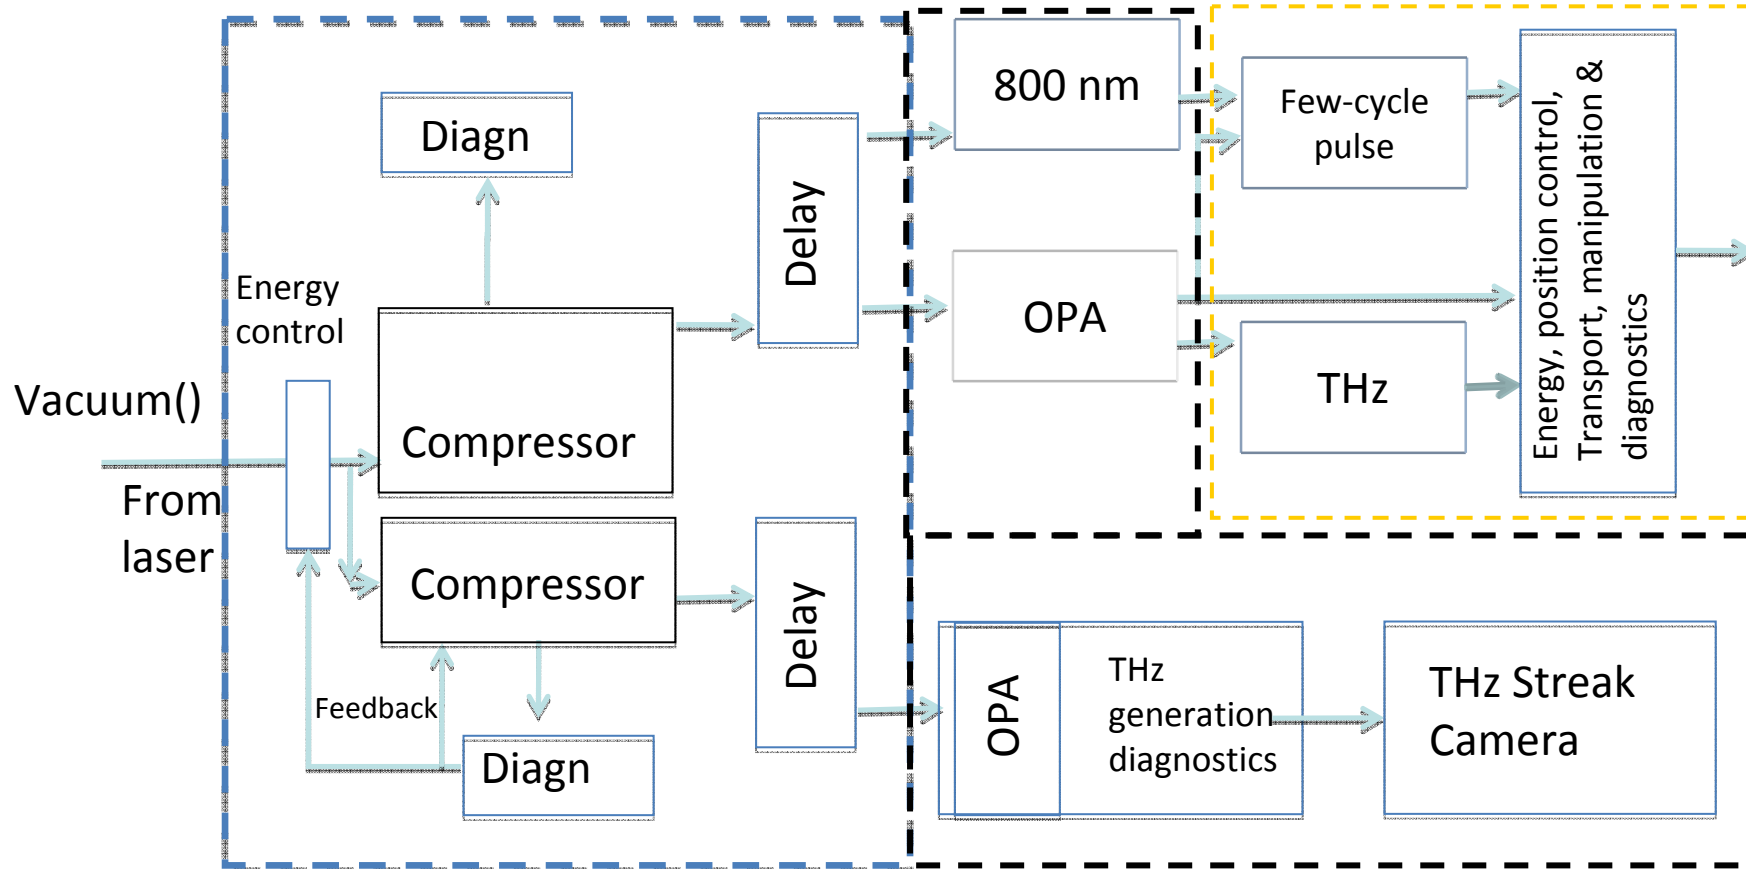 Vacuum()
From
laser
Energy
control
Diagn
Compressor
Compressor
Feedback
Diagn
Delay
Delay
800 nm
OPA
Few-cycle
pulse
THz
Energy, position control,
Transport, manipulation &
diagnostics
OPA
THz
generation
diagnostics
THz Streak
Camera